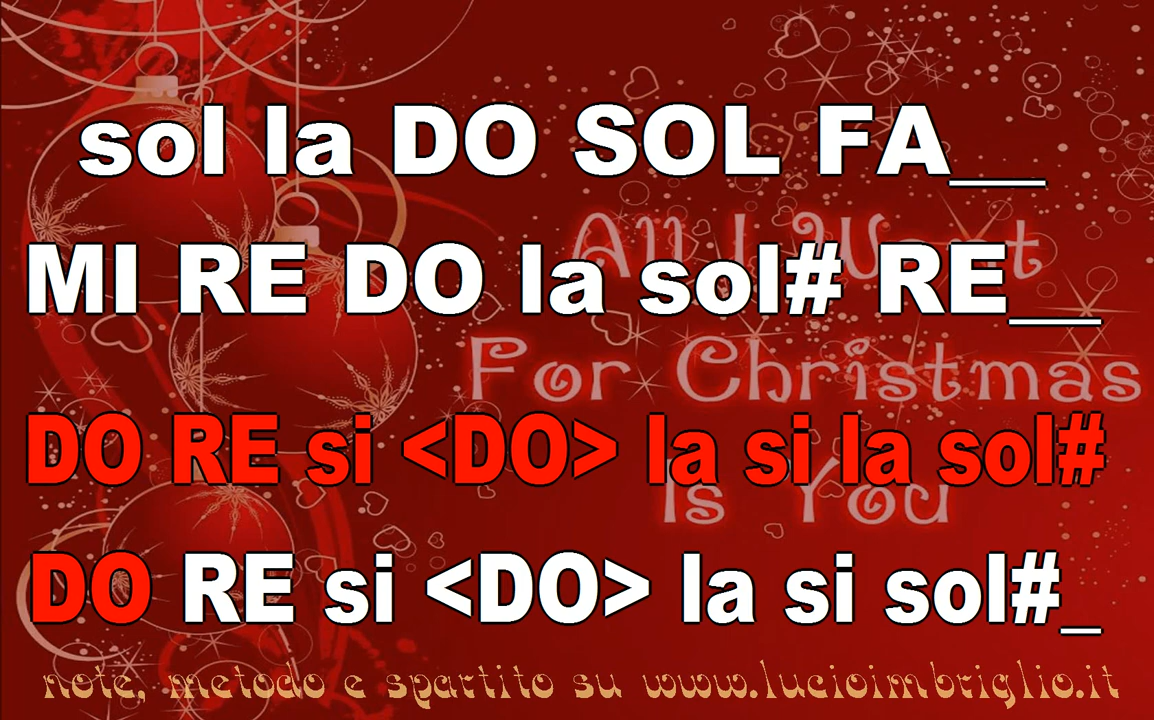 sol la DO SOL FA__
All I Want
MI RE DO la sol# RE__
For Christmas
DO RE si <DO> la si la sol#
Is You
DO RE si <DO> la si sol#_
note, metodo e spartito su www.lucioimbriglio.it